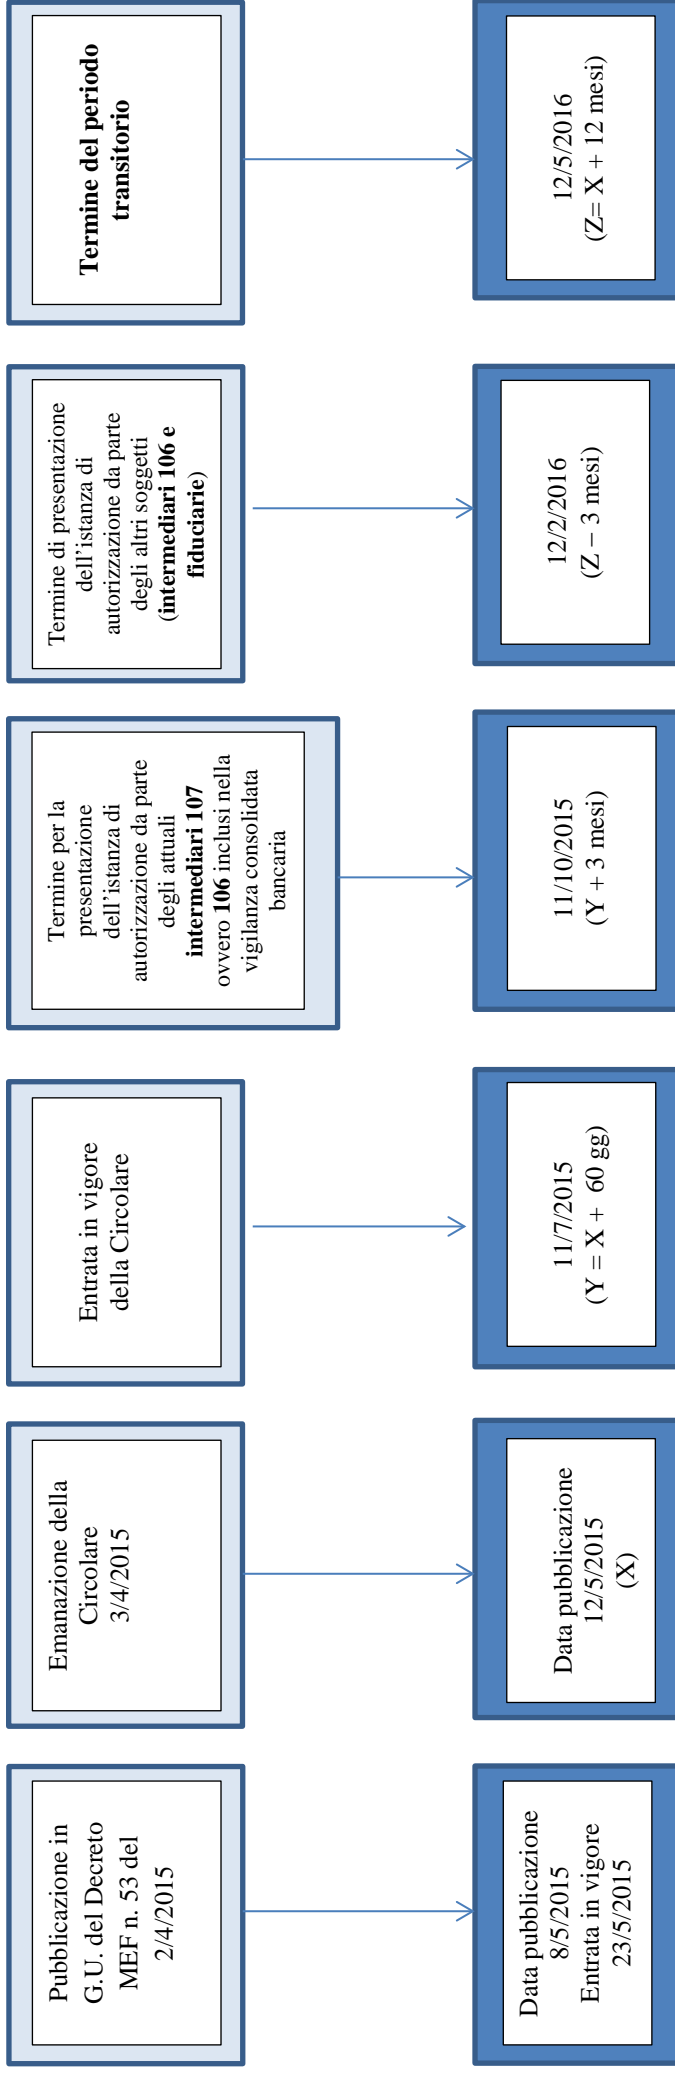 Pubblicazione in
G.U. del Decreto
MEF n. 53 del
2/4/2015
Data pubblicazione
8/5/2015
Entrata in vigore
23/5/2015
Emanazione della
Circolare
3/4/2015
Data pubblicazione
12/5/2015
(X)
Entrata in vigore
della Circolare
11/7/2015
(Y = X + 60 gg)
Termine per la
presentazione
dell’istanza di
autorizzazione da parte
degli attuali
intermediari 107
ovvero 106 inclusi nella
vigilanza consolidata
bancaria
11/10/2015
(Y + 3 mesi)
Termine di presentazione
dell’istanza di
autorizzazione da parte
degli altri soggetti
(intermediari 106 e
fiduciarie)
12/2/2016
(Z – 3 mesi)
Termine del periodo
transitorio
12/5/2016
(Z= X + 12 mesi)